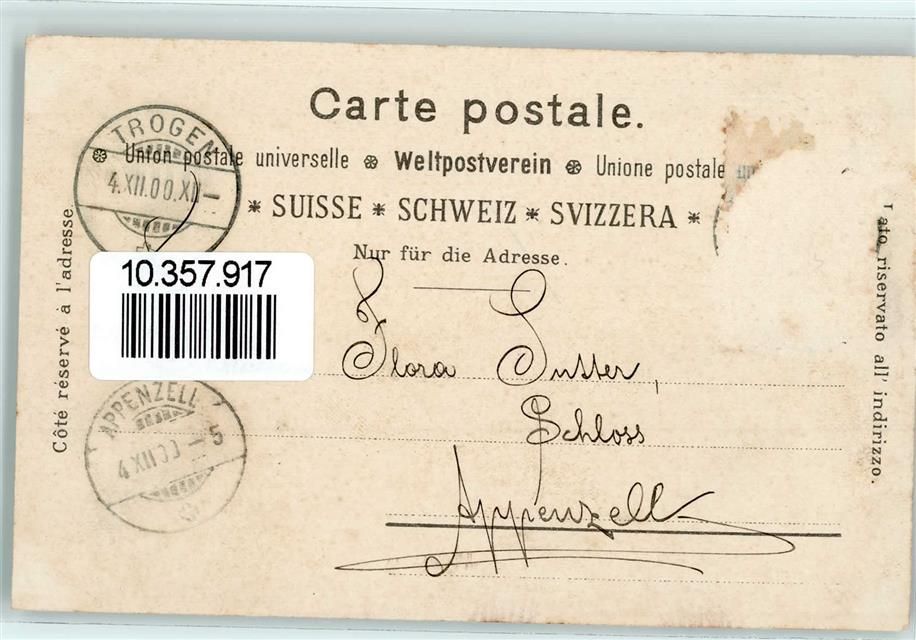 Carte postale.
Union postale universelle ❋ Weltpostverein ❋ Unione postale
* SUISSE * SCHWEIZ * SVIZZERA *
Nur für die Adresse.
Côté réservé à l'adresse.
Lato riservato all' indirizzo.
TROGEN
4.XII.00.XI—
10.357.917
Flora Sutter,
Schloss
Appenzell
APPENZELL
4.XII.00—5